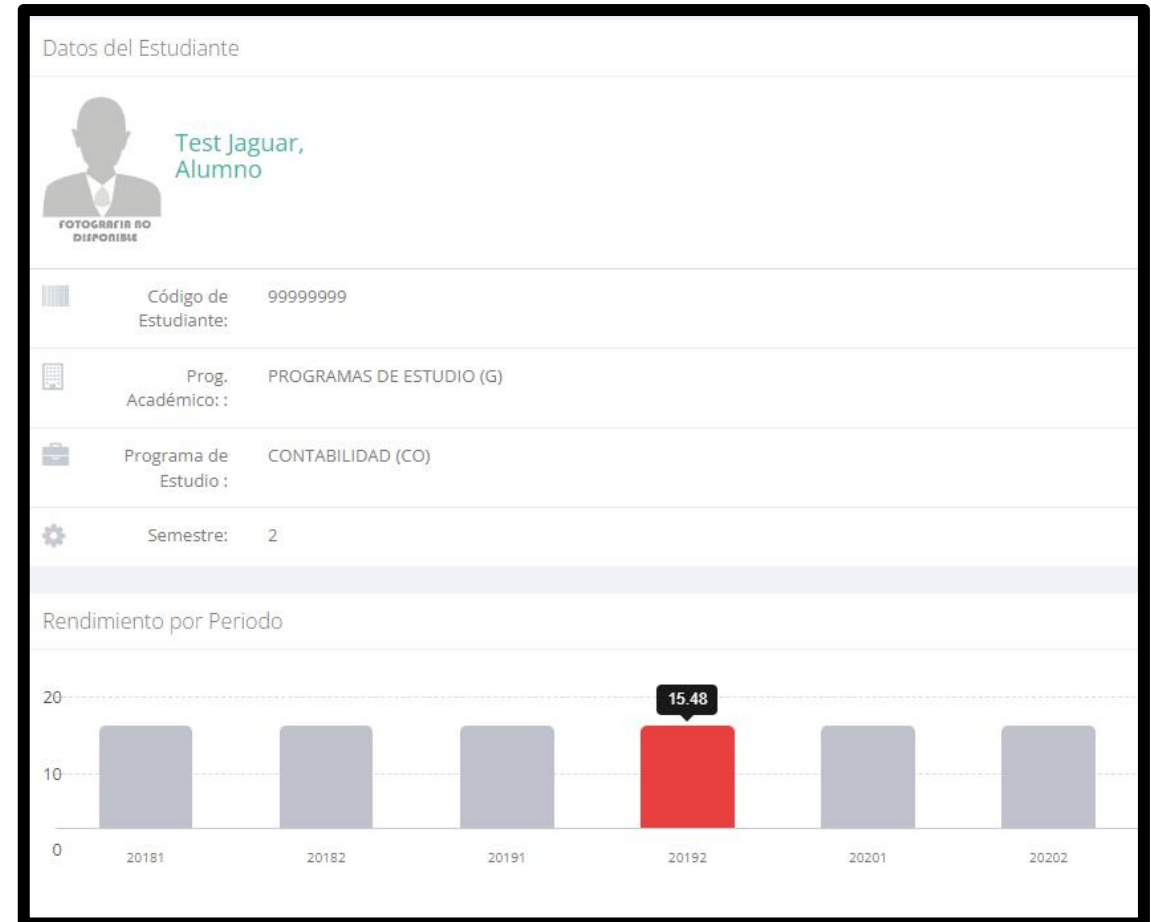 Datos del Estudiante
Test Jaguar,
Alumno
FOTOGRAFIA NO
DISPONIBLE
Código de 99999999
Estudiante:
Prog. PROGRAMAS DE ESTUDIO (G)
Académico: :
Programa de CONTABILIDAD (CO)
Estudio :
Semestre: 2
Rendimiento por Periodo
20
15.48
10
0
20181 20182 20191 20192 20201 20202